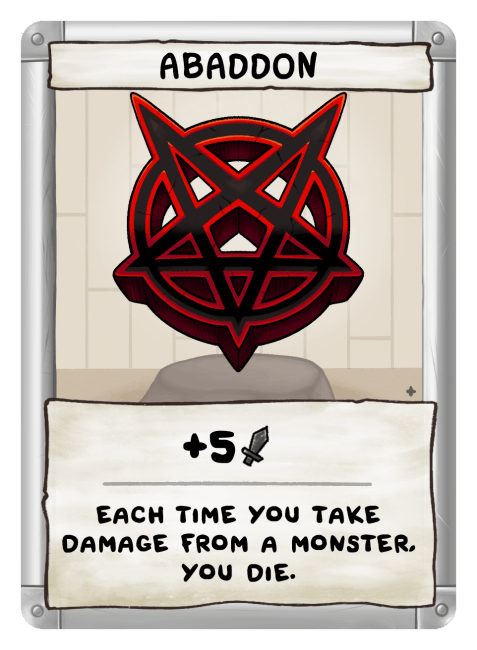 ABADDON
+5
EACH TIME YOU TAKE
DAMAGE FROM A MONSTER,
YOU DIE.